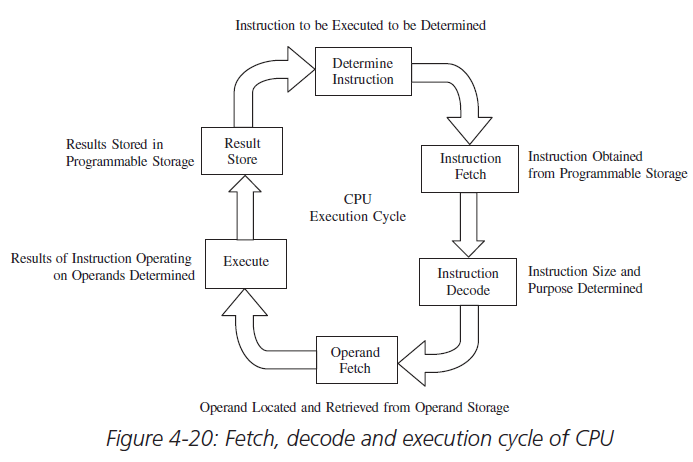 Instruction to be Executed to be Determined
Determine
Instruction
Results Stored in
Programmable Storage
Result
Store
Instruction
Fetch
Instruction Obtained
from Programmable Storage
CPU
Execution Cycle
Results of Instruction Operating
on Operands Determined
Execute
Instruction
Decode
Instruction Size and
Purpose Determined
Operand
Fetch
Operand Located and Retrieved from Operand Storage
Figure 4-20: Fetch, decode and execution cycle of CPU